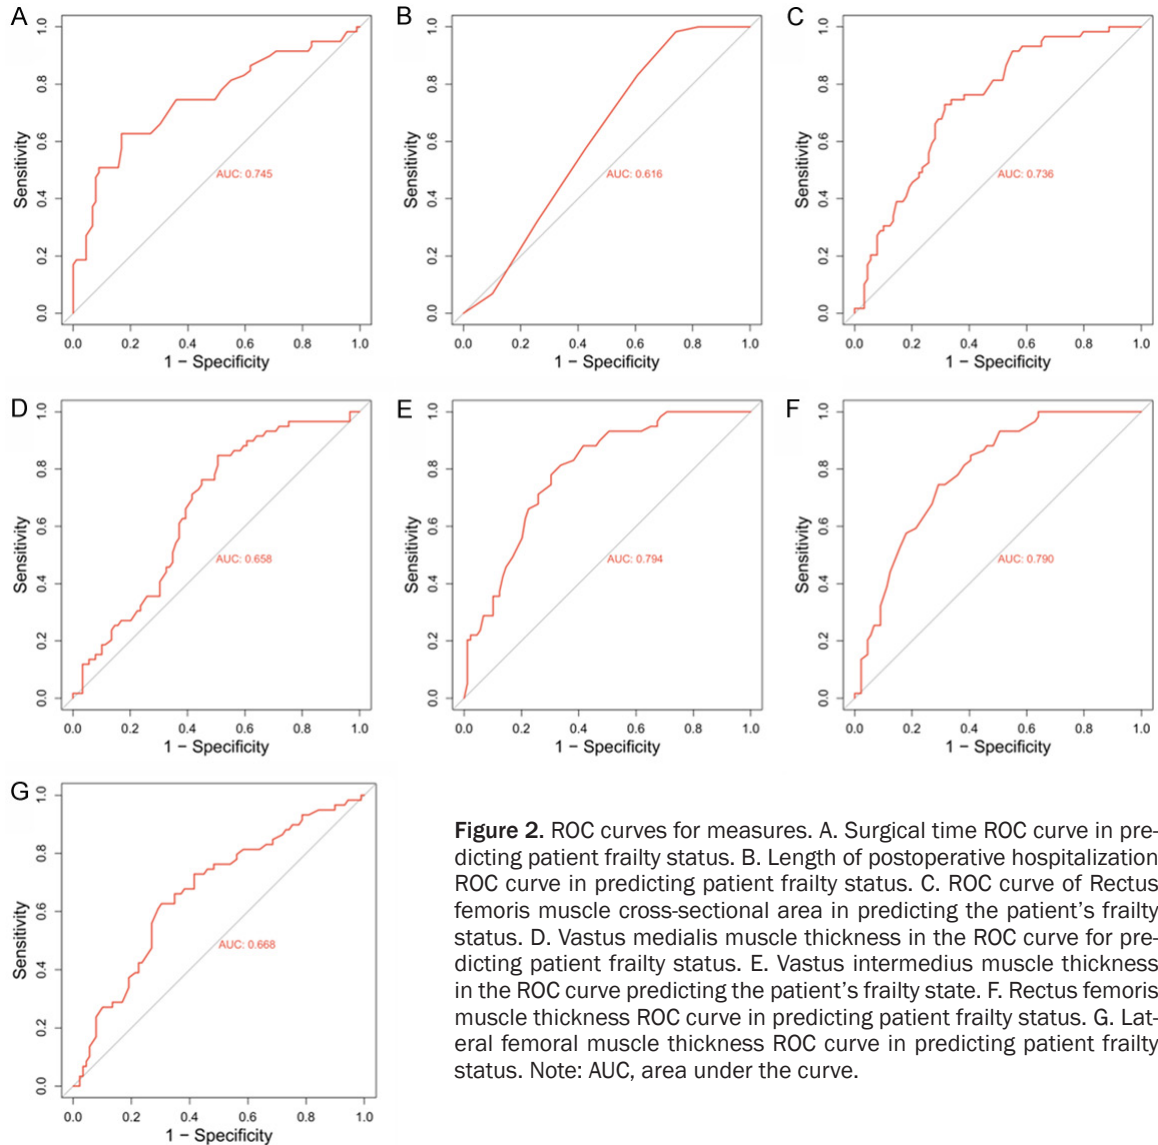 A
1.0
0.8
0.6
0.4
0.2
0.0
Sensitivity
AUC: 0.745
0.0 0.2 0.4 0.6 0.8 1.0
1 − Specificity
B
1.0
0.8
0.6
0.4
0.2
0.0
Sensitivity
AUC: 0.616
0.0 0.2 0.4 0.6 0.8 1.0
1 − Specificity
C
1.0
0.8
0.6
0.4
0.2
0.0
Sensitivity
AUC: 0.736
0.0 0.2 0.4 0.6 0.8 1.0
1 − Specificity
D
1.0
0.8
0.6
0.4
0.2
0.0
Sensitivity
AUC: 0.658
0.0 0.2 0.4 0.6 0.8 1.0
1 − Specificity
E
1.0
0.8
0.6
0.4
0.2
0.0
Sensitivity
AUC: 0.794
0.0 0.2 0.4 0.6 0.8 1.0
1 − Specificity
F
1.0
0.8
0.6
0.4
0.2
0.0
Sensitivity
AUC: 0.790
0.0 0.2 0.4 0.6 0.8 1.0
1 − Specificity
G
1.0
0.8
0.6
0.4
0.2
0.0
Sensitivity
AUC: 0.668
0.0 0.2 0.4 0.6 0.8 1.0
1 − Specificity
Figure 2. ROC curves for measures. A. Surgical time ROC curve in pre-
dicting patient frailty status. B. Length of postoperative hospitalization
ROC curve in predicting patient frailty status. C. ROC curve of Rectus
femoris muscle cross-sectional area in predicting the patient's frailty
status. D. Vastus medialis muscle thickness in the ROC curve for pre-
dicting patient frailty status. E. Vastus intermedius muscle thickness
in the ROC curve predicting the patient's frailty state. F. Rectus femoris
muscle thickness ROC curve in predicting patient frailty status. G. Lat-
eral femoral muscle thickness ROC curve in predicting patient frailty
status. Note: AUC, area under the curve.